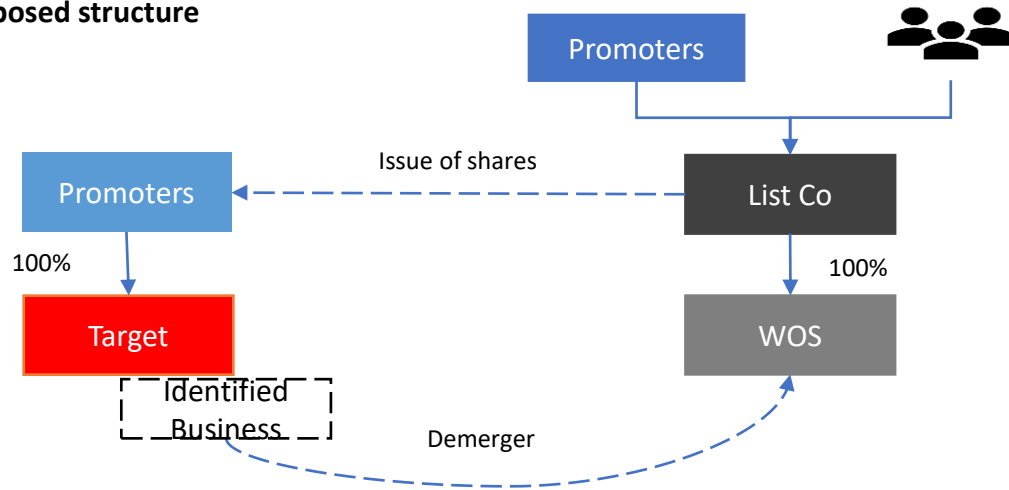 posed structure
Promoters
Issue of shares
Promoters
List Co
100%
100%
Target
WOS
Identified
Business
Demerger